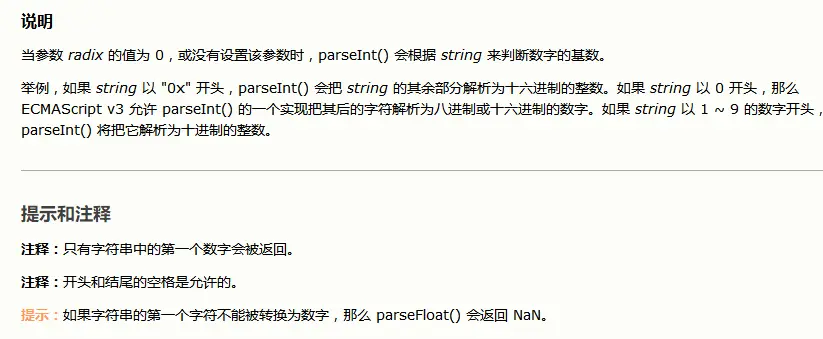 说明
当参数 radix 的值为 0，或没有设置该参数时，parseInt() 会根据 string 来判断数字的基数。
举例，如果 string 以 "0x" 开头，parseInt() 会把 string 的其余部分解析为十六进制的整数。如果 string 以 0 开头，那么
ECMAScript v3 允许 parseInt() 的一个实现把其后的字符解析为八进制或十六进制的数字。如果 string 以 1 ~ 9 的数字开头，
parseInt() 将把它解析为十进制的整数。
提示和注释
注释：只有字符串中的第一个数字会被返回。
注释：开头和结尾的空格是允许的。
提示：如果字符串的第一个字符不能被转换为数字，那么 parseFloat() 会返回 NaN。